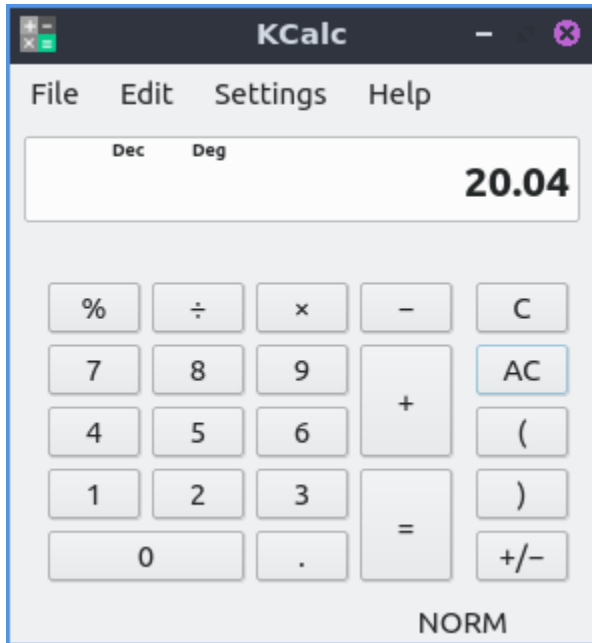 KCalc
File Edit Settings Help
Dec Deg
20.04
% ÷ × − C
7 8 9 AC
+
4 5 6 (
1 2 3 )
=
0 . +/−
NORM